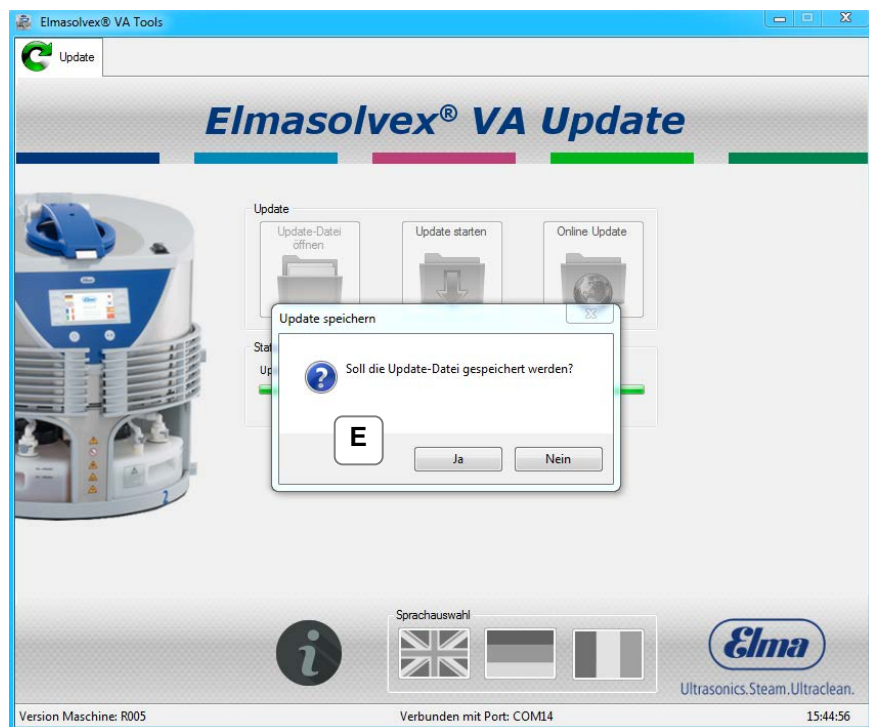 Elmasolvex® VA Tools
Update
Elmasolvex® VA Update
Update
Update-Datei
öffnen
Update starten
Online Update
Update speichern
Soll die Update-Datei gespeichert werden?
E
Ja
Nein
Sprachauswahl
i
Elma
Ultrasonics.Steam.Ultraclean.
Version Maschine: R005
Verbunden mit Port: COM14
15:44:56